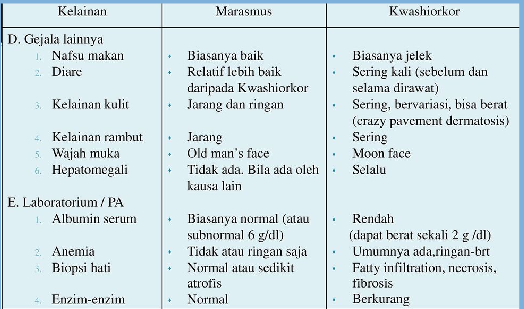 Kelainan Marasmus Kwashiorkor
D. Gejala lainnya
1. Nafsu makan • Biasanya baik • Biasanya jelek
2. Diare • Relatif lebih baik • Sering kali (sebelum dan
daripada Kwashiorkor selama dirawat)
3. Kelainan kulit • Jarang dan ringan • Sering, bervariasi, bisa berat
(crazy pavement dermatosis)
4. Kelainan rambut • Jarang • Sering
5. Wajah muka • Old man's face • Moon face
6. Hepatomegali • Tidak ada. Bila ada oleh • Selalu
kausa lain
E. Laboratorium / PA
1. Albumin serum • Biasanya normal (atau • Rendah
subnormal 6 g/dl) (dapat berat sekali 2 g /dl)
2. Anemia • Tidak atau ringan saja • Umumnya ada,ringan-brt
3. Biopsi hati • Normal atau sedikit • Fatty infiltration, necrosis,
atrofis fibrosis
4. Enzim-enzim • Normal • Berkurang